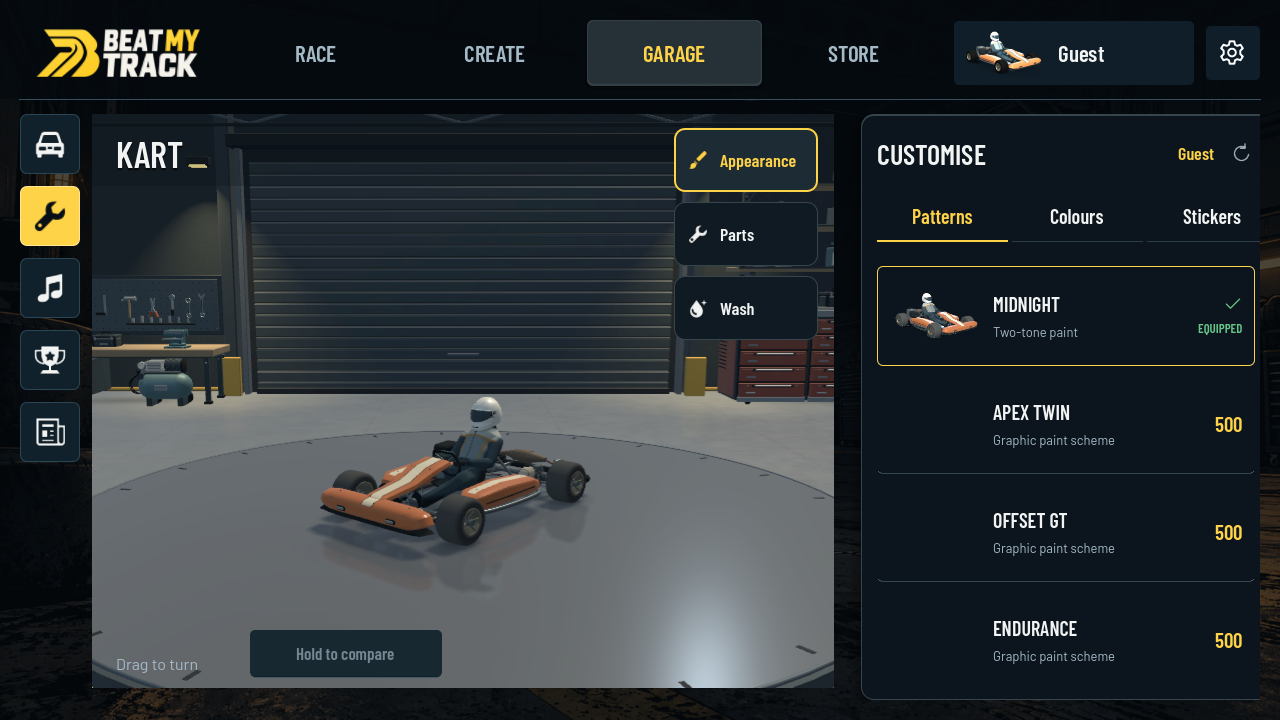 BEATMY
TRACK
RACE
CREATE
GARAGE
STORE
Guest
KART
Appearance
Parts
Wash
Drag to turn
Hold to compare
CUSTOMISE
Guest
Patterns
Colours
Stickers
MIDNIGHT
Two-tone paint
EQUIPPED
APEX TWIN
Graphic paint scheme
500
OFFSET GT
Graphic paint scheme
500
ENDURANCE
Graphic paint scheme
500